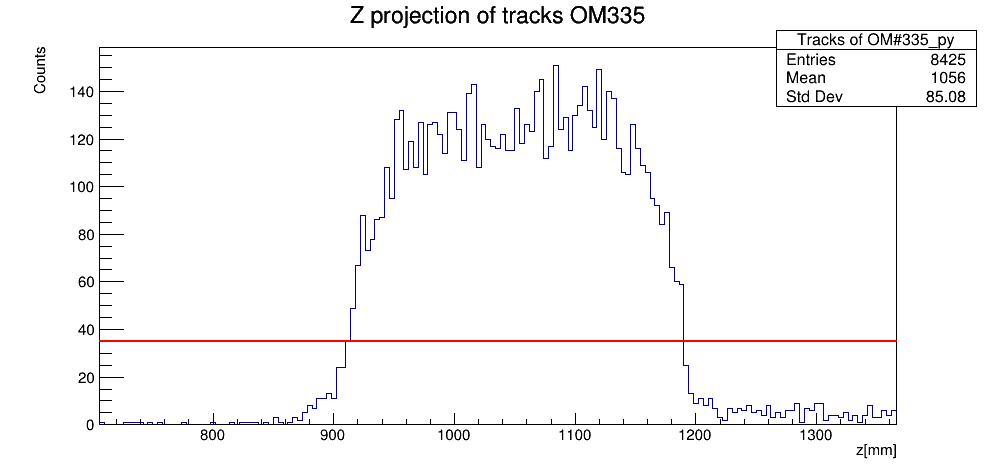 Z projection of tracks OM335
Counts
Tracks of OM#335_py
Entries 8425
Mean 1056
Std Dev 85.08
140
120
100
80
60
40
20
0
800 900 1000 1100 1200 1300
z[mm]